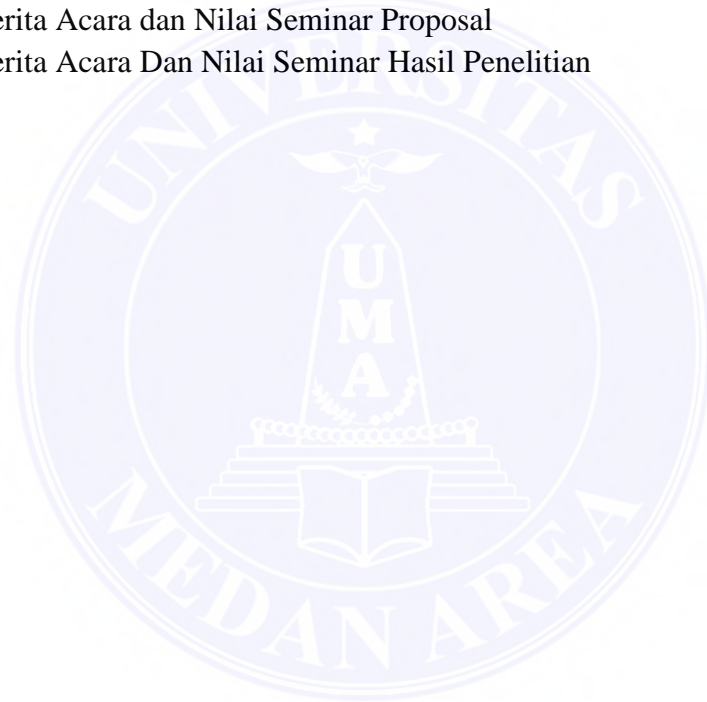 erita Acara dan Nilai Seminar Proposal
erita Acara Dan Nilai Seminar Hasil Penelitian
UNIVERSITAS
U
M
A
MEDAN AREA